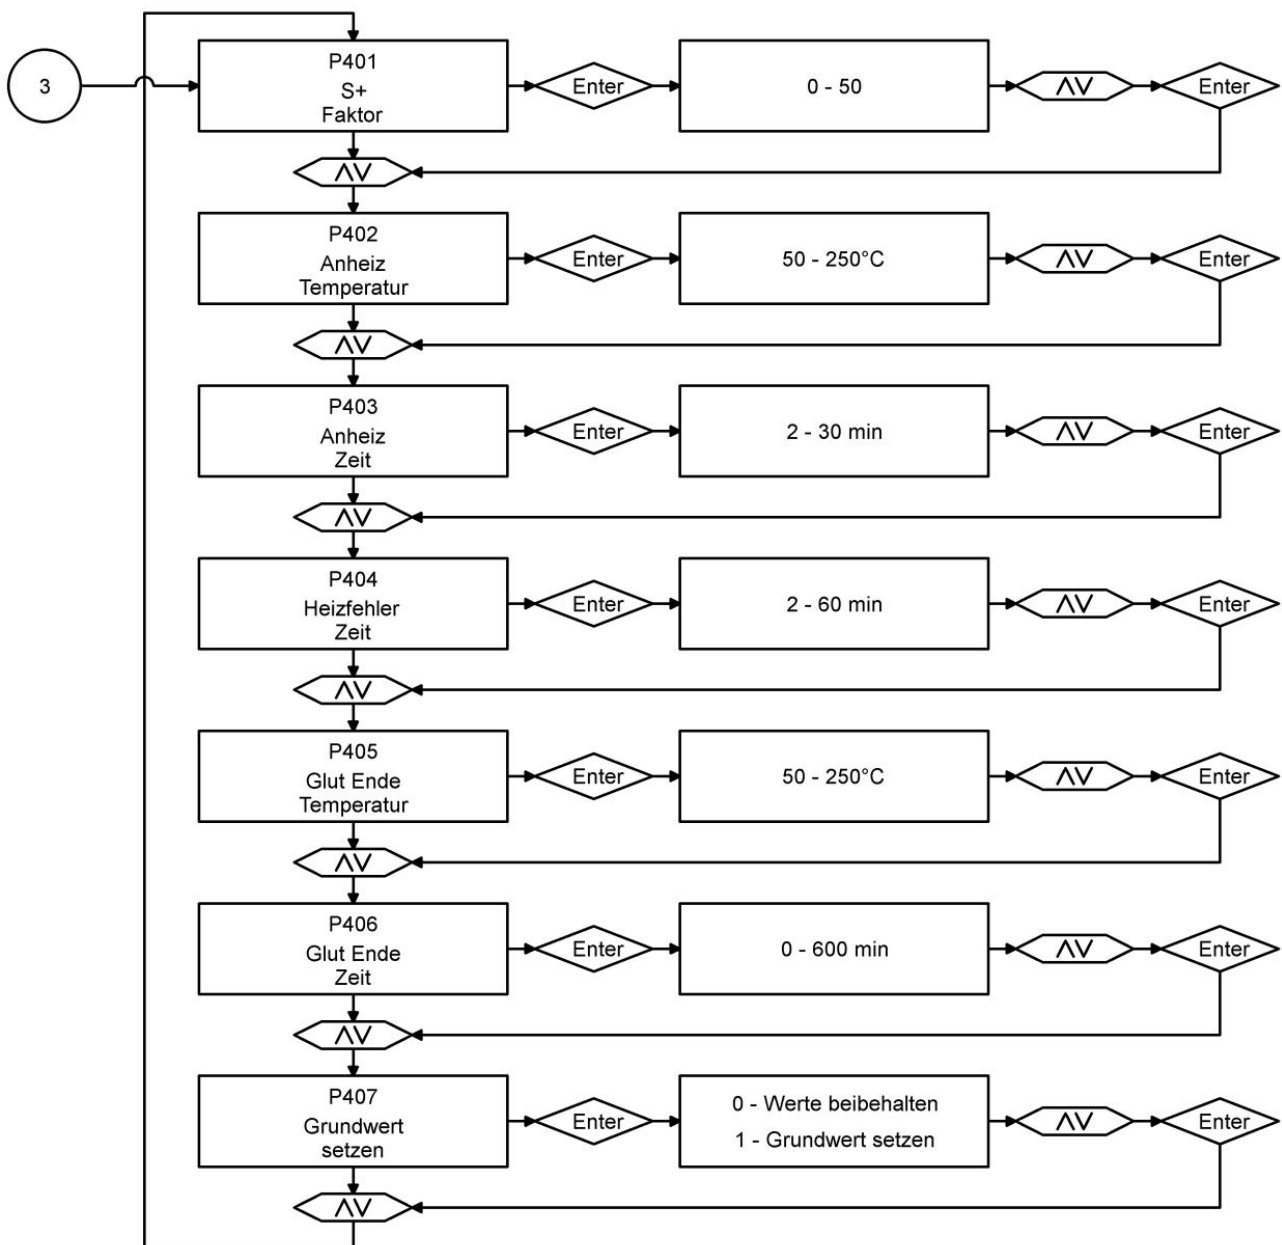 3
P401
S+
Faktor
Enter
0 - 50
ΛV
Enter
ΛV
P402
Anheiz
Temperatur
Enter
50 - 250°C
ΛV
Enter
ΛV
P403
Anheiz
Zeit
Enter
2 - 30 min
ΛV
Enter
ΛV
P404
Heizfehler
Zeit
Enter
2 - 60 min
ΛV
Enter
ΛV
P405
Glut Ende
Temperatur
Enter
50 - 250°C
ΛV
Enter
ΛV
P406
Glut Ende
Zeit
Enter
0 - 600 min
ΛV
Enter
ΛV
P407
Grundwert
setzen
Enter
0 - Werte beibehalten
1 - Grundwert setzen
ΛV
Enter
ΛV